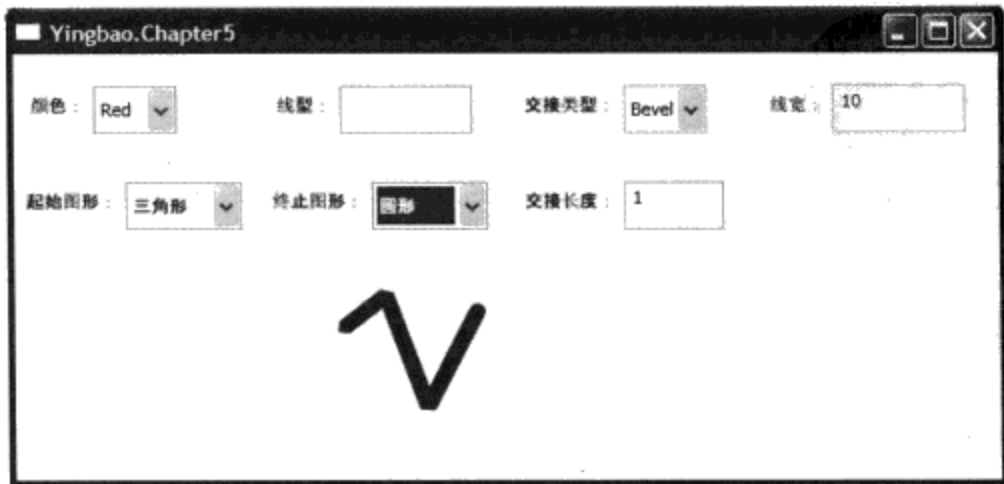 Yingbao.Chapter5
颜色： Red 线型： 交接类型： Bevel 线宽： 10
起始图形： 三角形 终止图形： 圆形 交接长度： 1